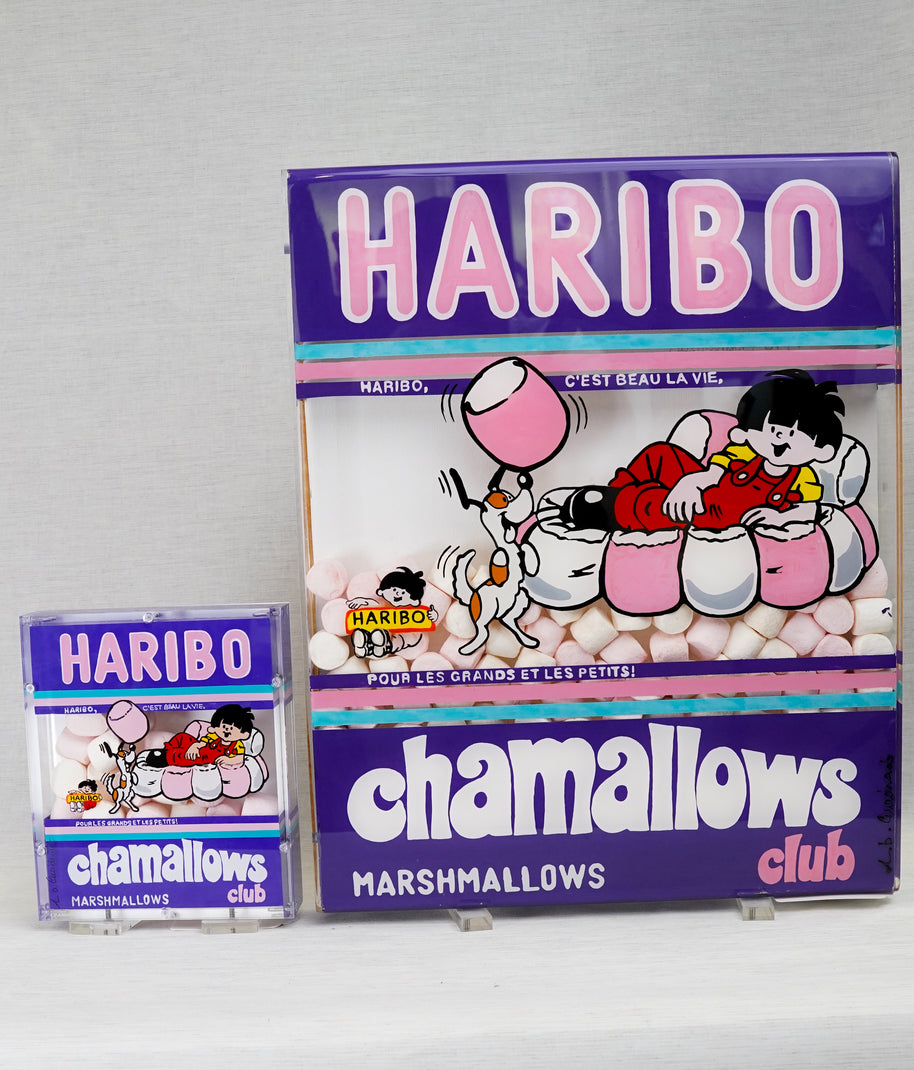 HARIBO
HARIBO, C'EST BEAU LA VIE,
HARIBO
POUR LES GRANDS ET LES PETITS!
chamallows
club
MARSHMALLOWS
HARIBO
HARIBO, C'EST BEAU LA VIE,
HARIBO
POUR LES GRANDS ET LES PETITS!
chamallows
club
MARSHMALLOWS